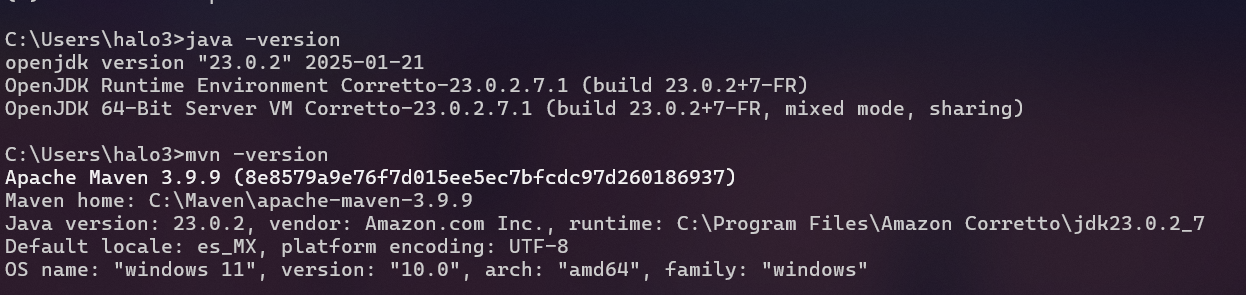 C:\Users\halo3>java -version
openjdk version "23.0.2" 2025-01-21
OpenJDK Runtime Environment Corretto-23.0.2.7.1 (build 23.0.2+7-FR)
OpenJDK 64-Bit Server VM Corretto-23.0.2.7.1 (build 23.0.2+7-FR, mixed mode, sharing)
C:\Users\halo3>mvn -version
Apache Maven 3.9.9 (8e8579a9e76f7d015ee5ec7bfcdc97d260186937)
Maven home: C:\Maven\apache-maven-3.9.9
Java version: 23.0.2, vendor: Amazon.com Inc., runtime: C:\Program Files\Amazon Corretto\jdk23.0.2_7
Default locale: es_MX, platform encoding: UTF-8
OS name: "windows 11", version: "10.0", arch: "amd64", family: "windows"